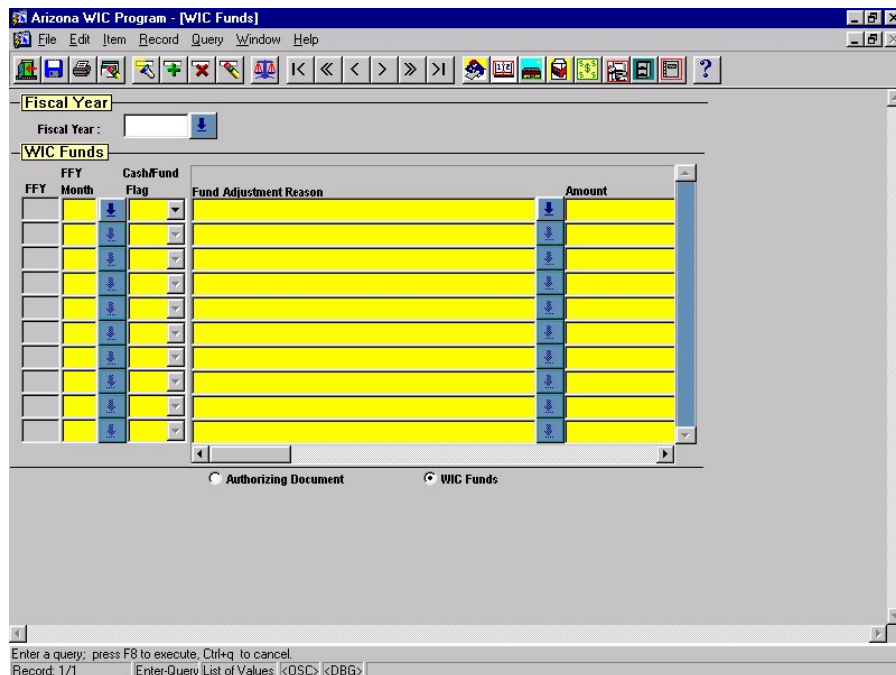 Arizona WIC Program - [WIC Funds]
File Edit Item Record Query Window Help
Fiscal Year
Fiscal Year :
WIC Funds
FFY Cash/Fund
FFY Month Flag Fund Adjustment Reason Amount
Authorizing Document WIC Funds
Enter a query; press F8 to execute, Ctrl+q to cancel.
Record: 1/1 Enter-Query List of Values <OSC> <DBG>